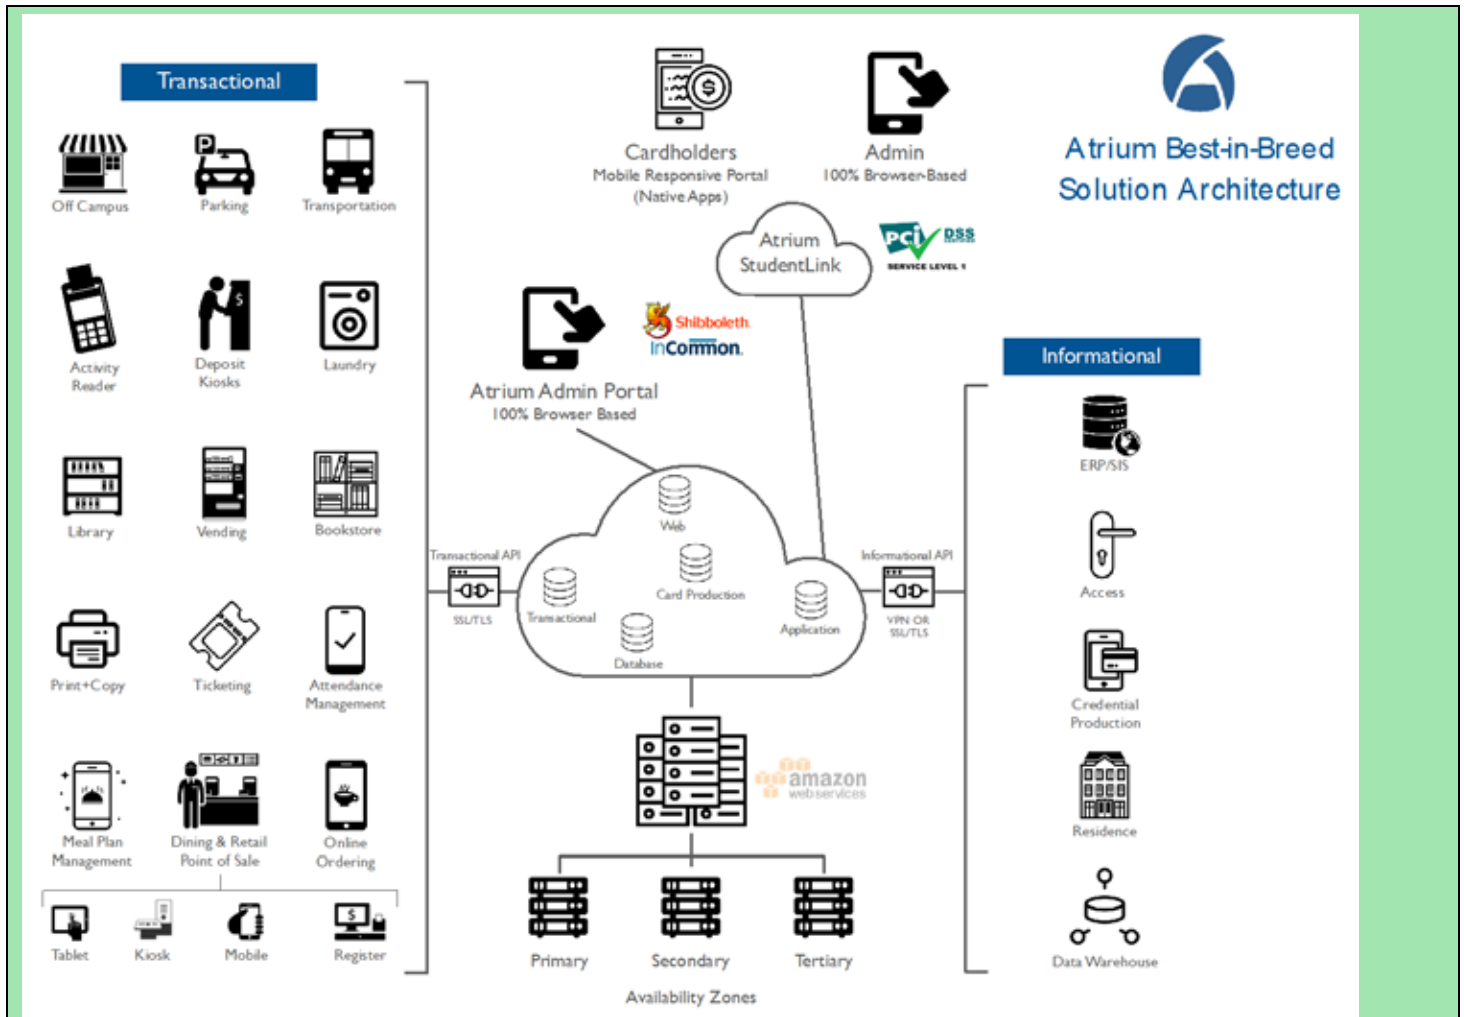 Transactional
Off Campus
Parking
Transportation
Activity
Reader
Deposit
Kiosks
Laundry
Library
Vending
Bookstore
Print+Copy
Ticketing
Attendance
Management
Meal Plan
Management
Dining & Retail
Point of Sale
Online
Ordering
Tablet
Kiosk
Mobile
Register
Cardholders
Mobile Responsive Portal
(Native Apps)
Admin
100% Browser-Based
Atrium
StudentLink
PCI DSS
SERVICE LEVEL 1
Atrium Best-in-Breed
Solution Architecture
Shibboleth.
InCommon.
Atrium Admin Portal
100% Browser Based
Transactional API
SSL/TLS
Web
Card Production
Transactional
Database
Application
Informational API
VPN OR
SSL/TLS
amazon
webservices
Primary
Secondary
Tertiary
Availability Zones
Informational
ERP/SIS
Access
Credential
Production
Residence
Data Warehouse